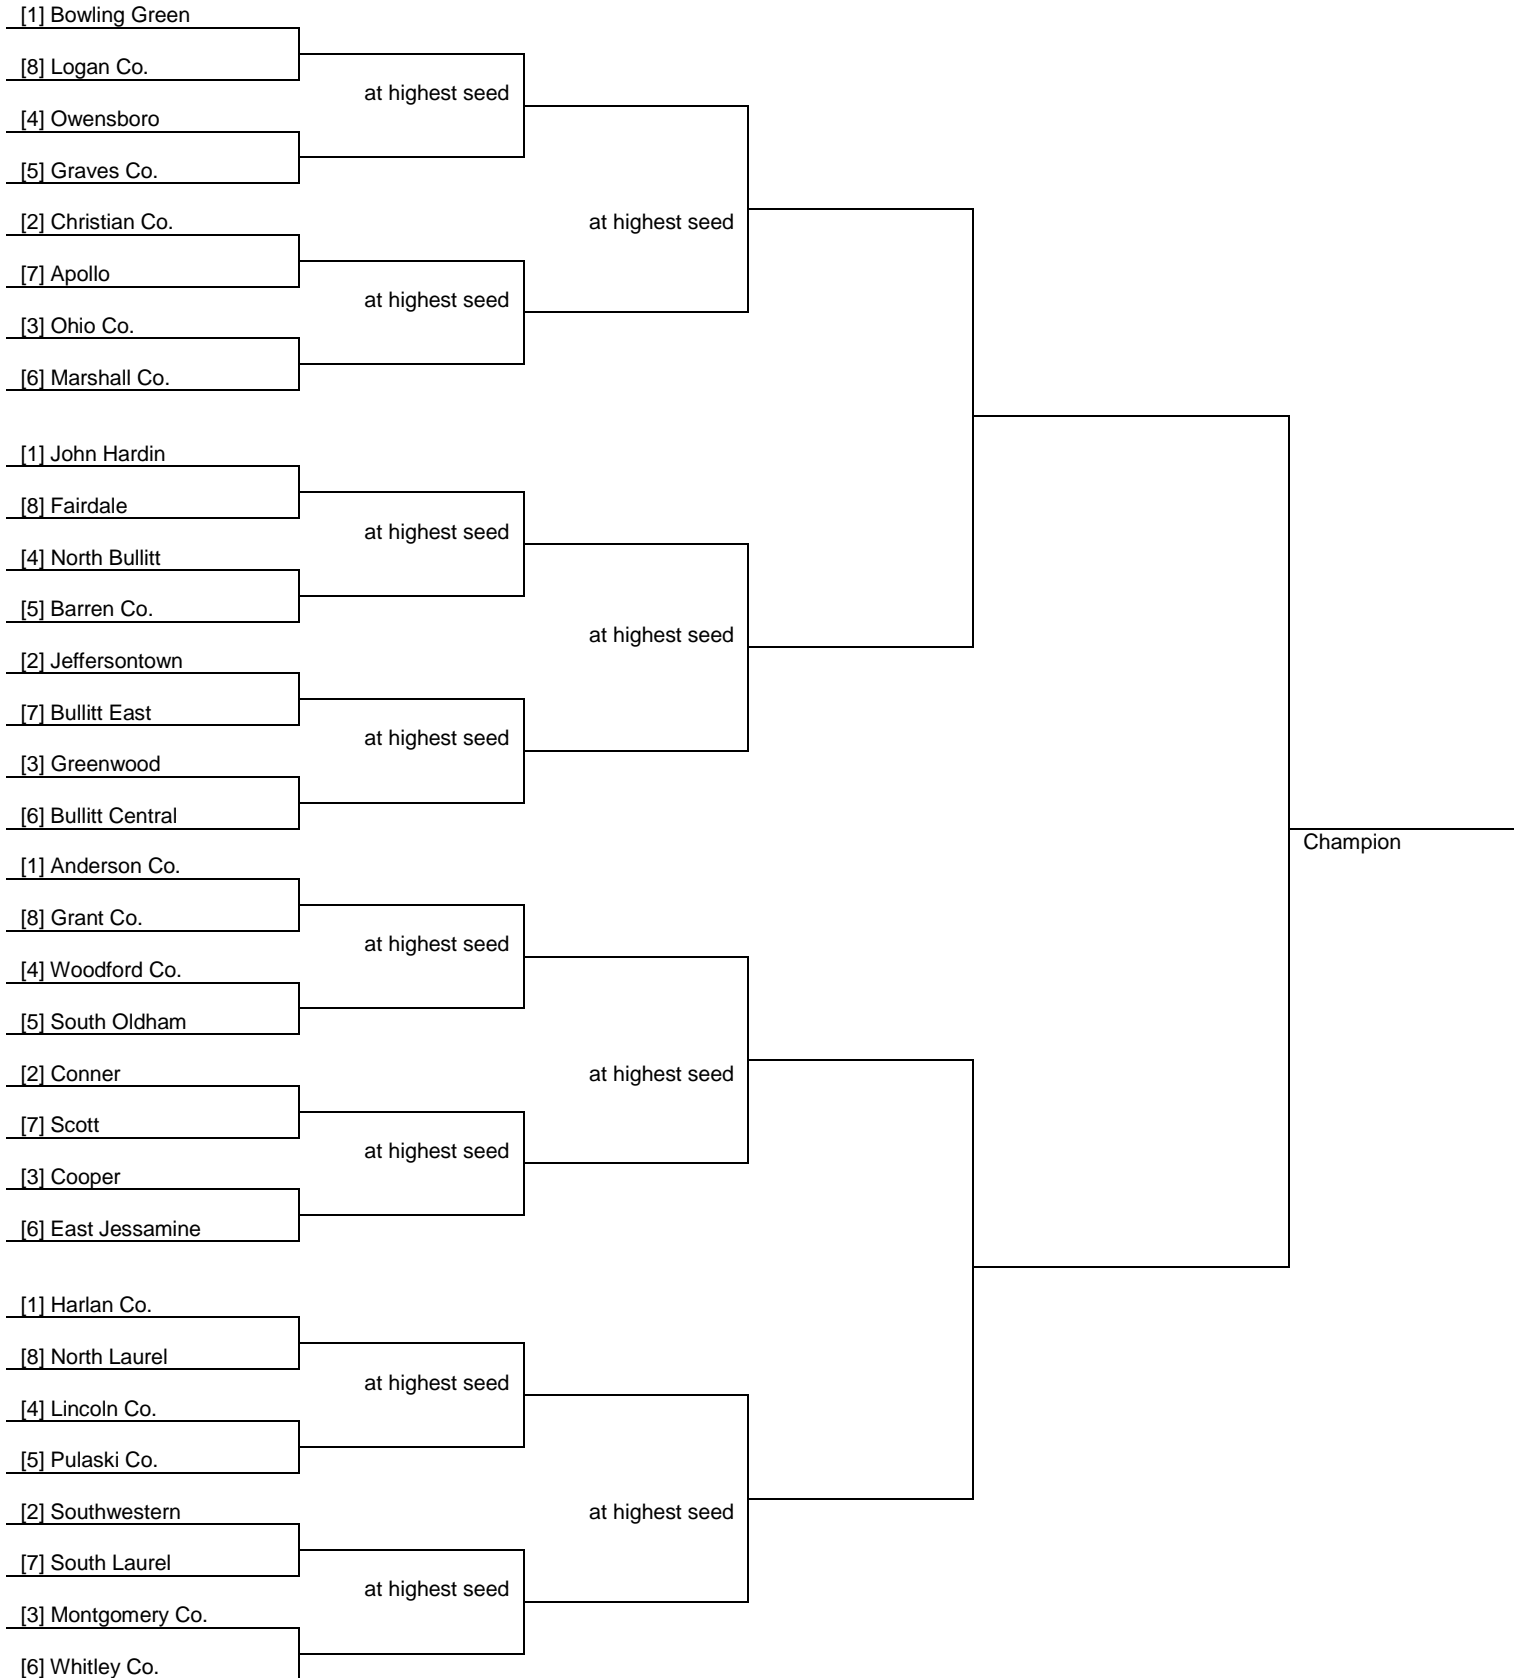 [1] Bowling Green
[8] Logan Co.
at highest seed
[4] Owensboro
[5] Graves Co.
[2] Christian Co.
at highest seed
[7] Apollo
at highest seed
[3] Ohio Co.
[6] Marshall Co.
[1] John Hardin
[8] Fairdale
at highest seed
[4] North Bullitt
[5] Barren Co.
at highest seed
[2] Jeffersontown
[7] Bullitt East
at highest seed
[3] Greenwood
[6] Bullitt Central
Champion
[1] Anderson Co.
[8] Grant Co.
at highest seed
[4] Woodford Co.
[5] South Oldham
[2] Conner
at highest seed
[7] Scott
at highest seed
[3] Cooper
[6] East Jessamine
[1] Harlan Co.
[8] North Laurel
at highest seed
[4] Lincoln Co.
[5] Pulaski Co.
[2] Southwestern
at highest seed
[7] South Laurel
at highest seed
[3] Montgomery Co.
[6] Whitley Co.